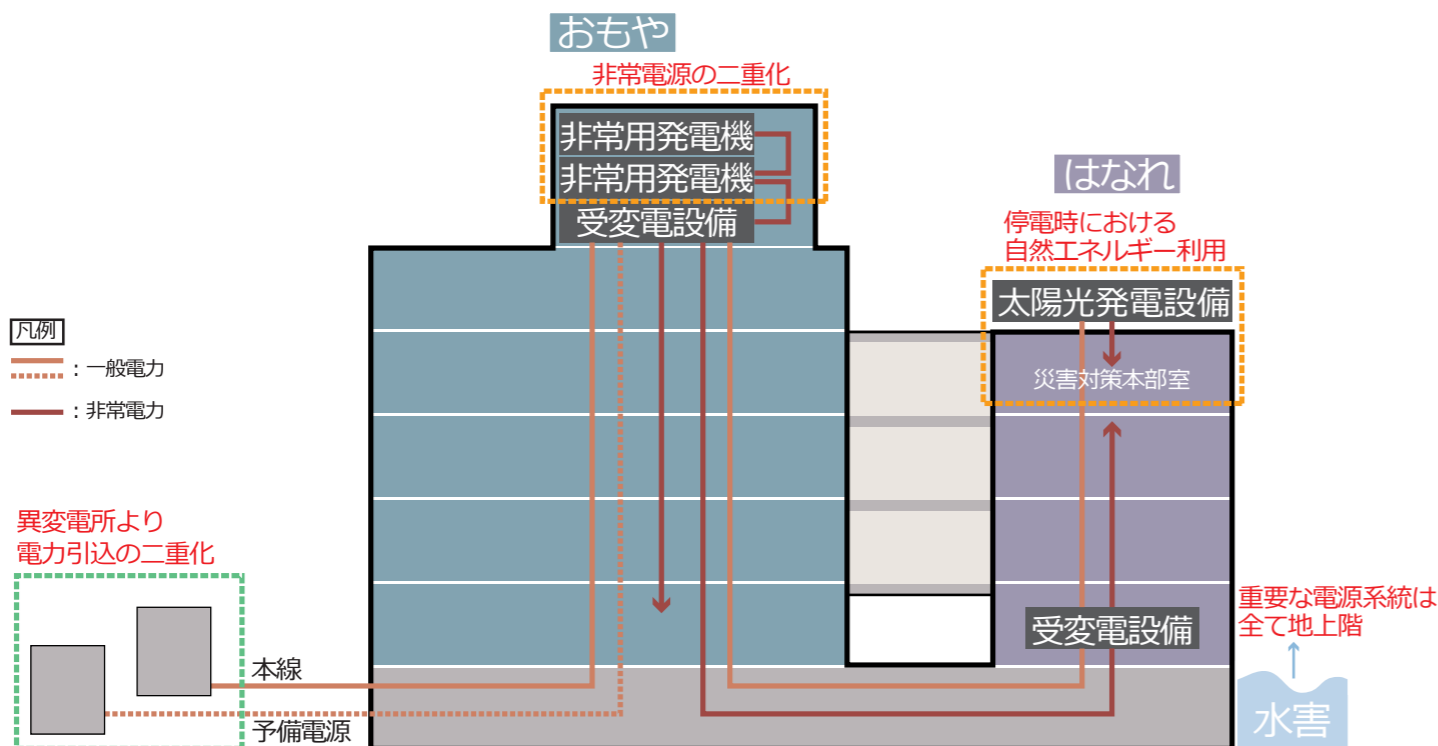 おもや
非常電源の二重化
非常用発電機
非常用発電機
受変電設備
はなれ
停電時における
自然エネルギー利用
太陽光発電設備
災害対策本部室
凡例
：一般電力
：非常電力
異変電所より
電力引込の二重化
本線
予備電源
受変電設備
重要な電源系統は
全て地上階
水害